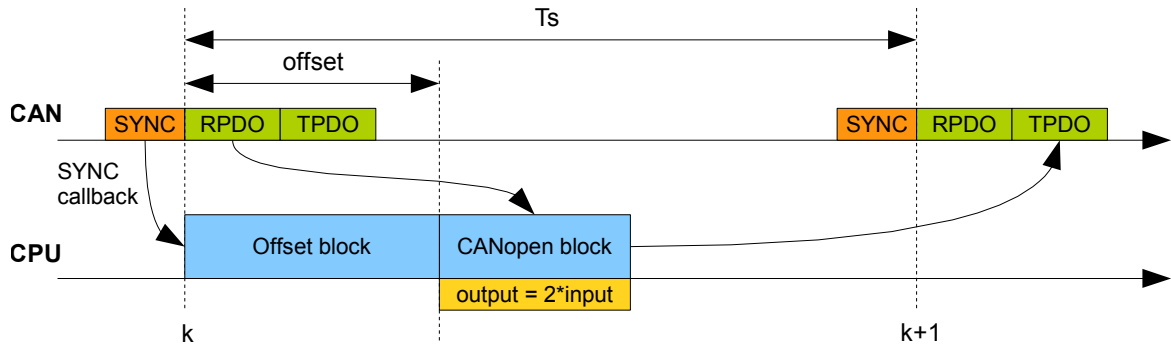 Ts
offset
CAN
SYNC RPDO TPDO SYNC RPDO TPDO
SYNC
callback
Offset block CANopen block
CPU
output = 2*input
k k+1